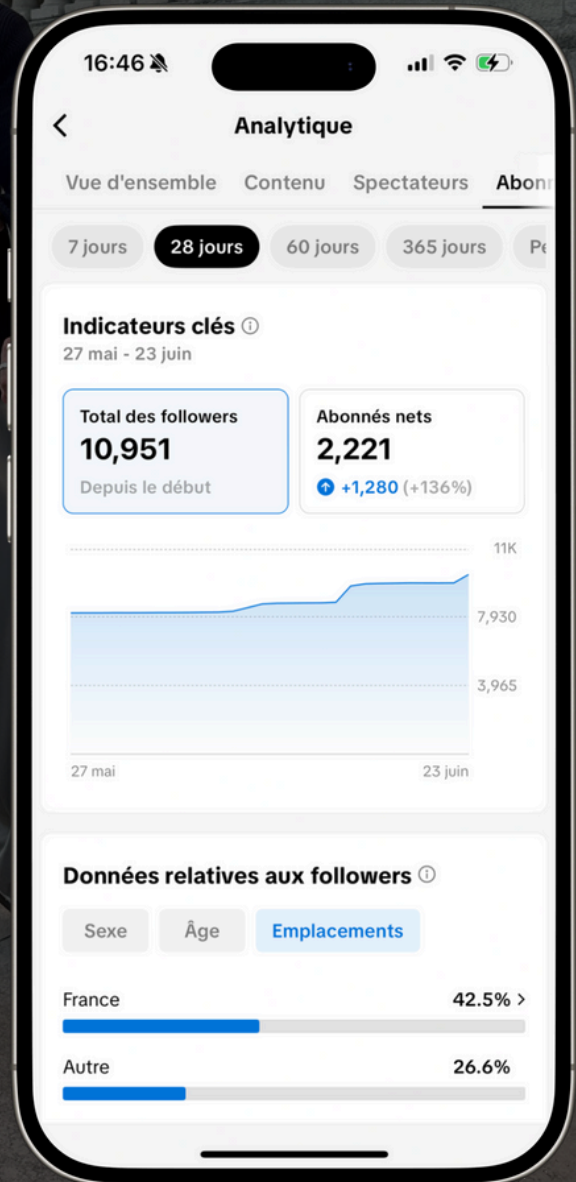 16:46
Analytique
Vue d'ensemble Contenu Spectateurs Abonn
7 jours 28 jours 60 jours 365 jours Pe
Indicateurs clés
27 mai - 23 juin
Total des followers
10,951
Depuis le début
Abonnés nets
2,221
+1,280 (+136%)
11K
7,930
3,965
27 mai 23 juin
Données relatives aux followers
Sexe Âge Emplacements
France 42.5% >
Autre 26.6%